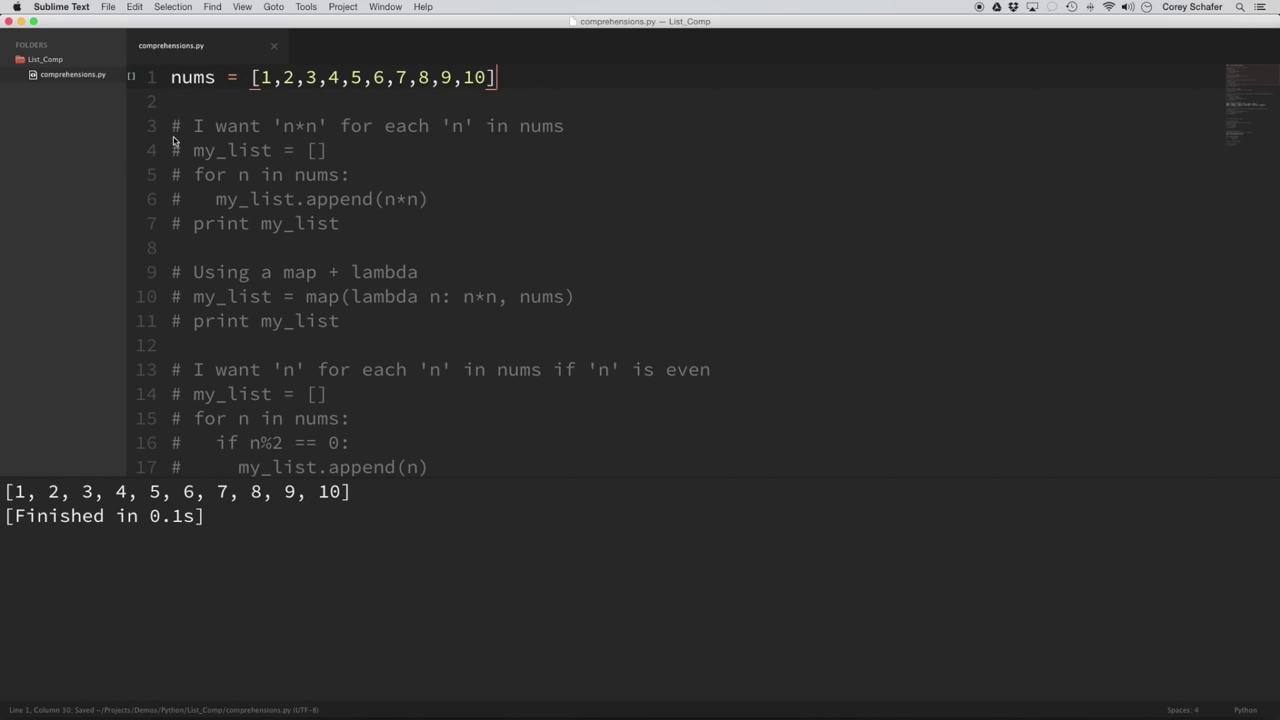 Sublime Text File Edit Selection Find View Goto Tools Project Window Help Corey Schafer
comprehensions.py — List_Comp
FOLDERS
List_Comp
comprehensions.py
comprehensions.py
1 nums = [1,2,3,4,5,6,7,8,9,10]
2
3 # I want 'n*n' for each 'n' in nums
4 # my_list = []
5 # for n in nums:
6 #   my_list.append(n*n)
7 # print my_list
8
9 # Using a map + lambda
10 # my_list = map(lambda n: n*n, nums)
11 # print my_list
12
13 # I want 'n' for each 'n' in nums if 'n' is even
14 # my_list = []
15 # for n in nums:
16 #   if n%2 == 0:
17 #     my_list.append(n)
[1, 2, 3, 4, 5, 6, 7, 8, 9, 10]
[Finished in 0.1s]
Line 1, Column 30; Saved ~/Projects/Demos/Python/List_Comp/comprehensions.py (UTF-8) Spaces: 4 Python